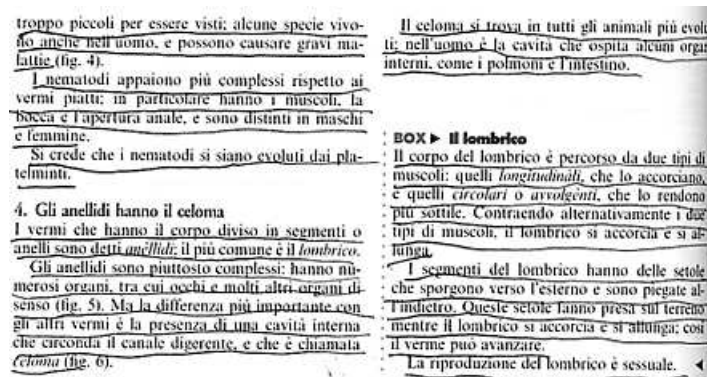 troppo piccoli per essere visti; alcune specie vivo-
no anche nell'uomo, e possono causare gravi ma-
lattie (fig. 4).
I nematodi appaiono più complessi rispetto ai
vermi piatti: in particolare hanno i muscoli, la
bocca e l'apertura anale, e sono distinti in maschi
e femmine.
Si crede che i nematodi si siano evoluti dai pla-
telminti.
4. Gli anellidi hanno il celoma
I vermi che hanno il corpo diviso in segmenti o
anelli sono detti anèllidi; il più comune è il lombrico.
Gli anellidi sono piuttosto complessi: hanno nu-
merosi organi, tra cui occhi e molti altri organi di
senso (fig. 5). Ma la differenza più importante con
gli altri vermi è la presenza di una cavità interna
che circonda il canale digerente, e che è chiamata
celoma (fig. 6).
Il celoma si trova in tutti gli animali più evolu
ti; nell'uomo è la cavità che ospita alcuni orga
interni, come i polmoni e l'intestino.
BOX ▶ Il lombrico
Il corpo del lombrico è percorso da due tipi di
muscoli: quelli longitudinàli, che lo accorciano,
e quelli circolari o avvolgènti, che lo rendono
più sottile. Contraendo alternativamente i due
tipi di muscoli, il lombrico si accorcia e si al-
lunga.
I segmenti del lombrico hanno delle setole
che sporgono verso l'esterno e sono piegate al-
l'indietro. Queste setole fanno presa sul terreno
mentre il lombrico si accorcia e si allunga; così
il verme può avanzare.
La riproduzione del lombrico è sessuale. ◀